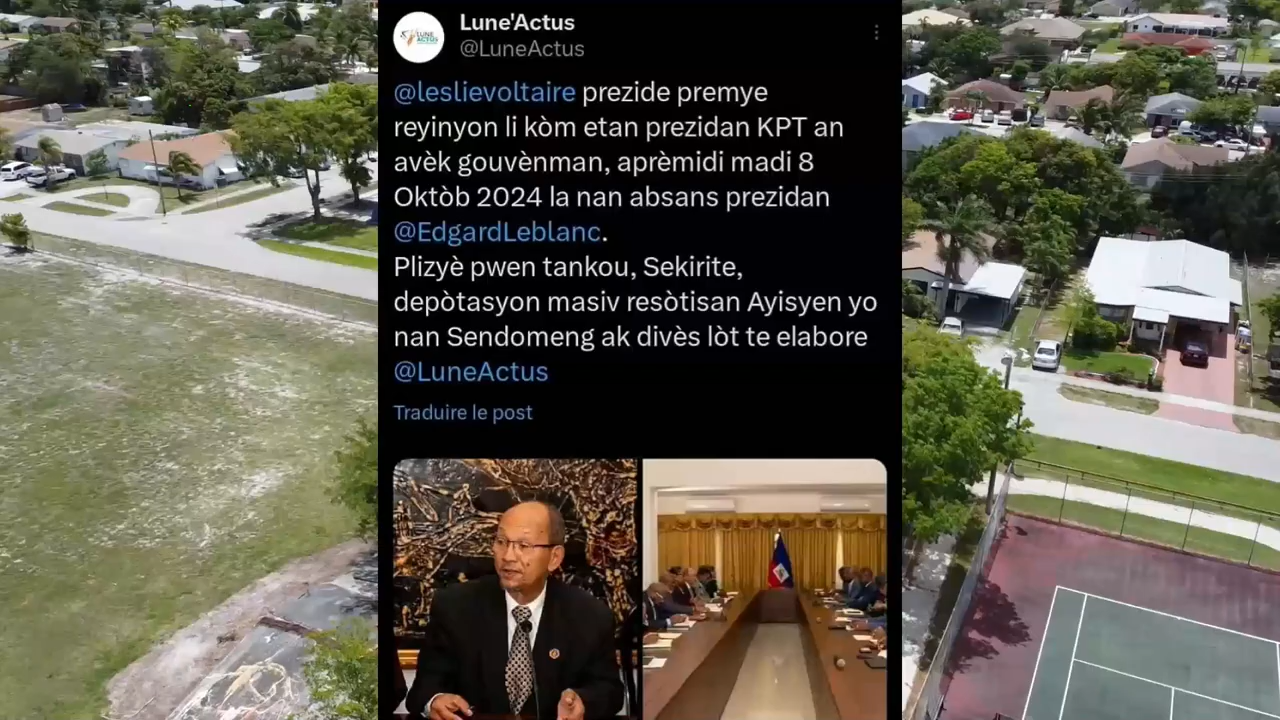 Lune'Actus
@LuneActus
LUNE
ACTUS
@leslievoltaire prezide premye
reyinyon li kòm etan prezidan KPT an
avèk gouvènman, aprèmidi madi 8
Oktòb 2024 la nan absans prezidan
@EdgardLeblanc.
Plizyè pwen tankou, Sekirite,
depòtasyon masiv resòtisan Ayisyen yo
nan Sendomeng ak divès lòt te elabore
@LuneActus
Traduire le post